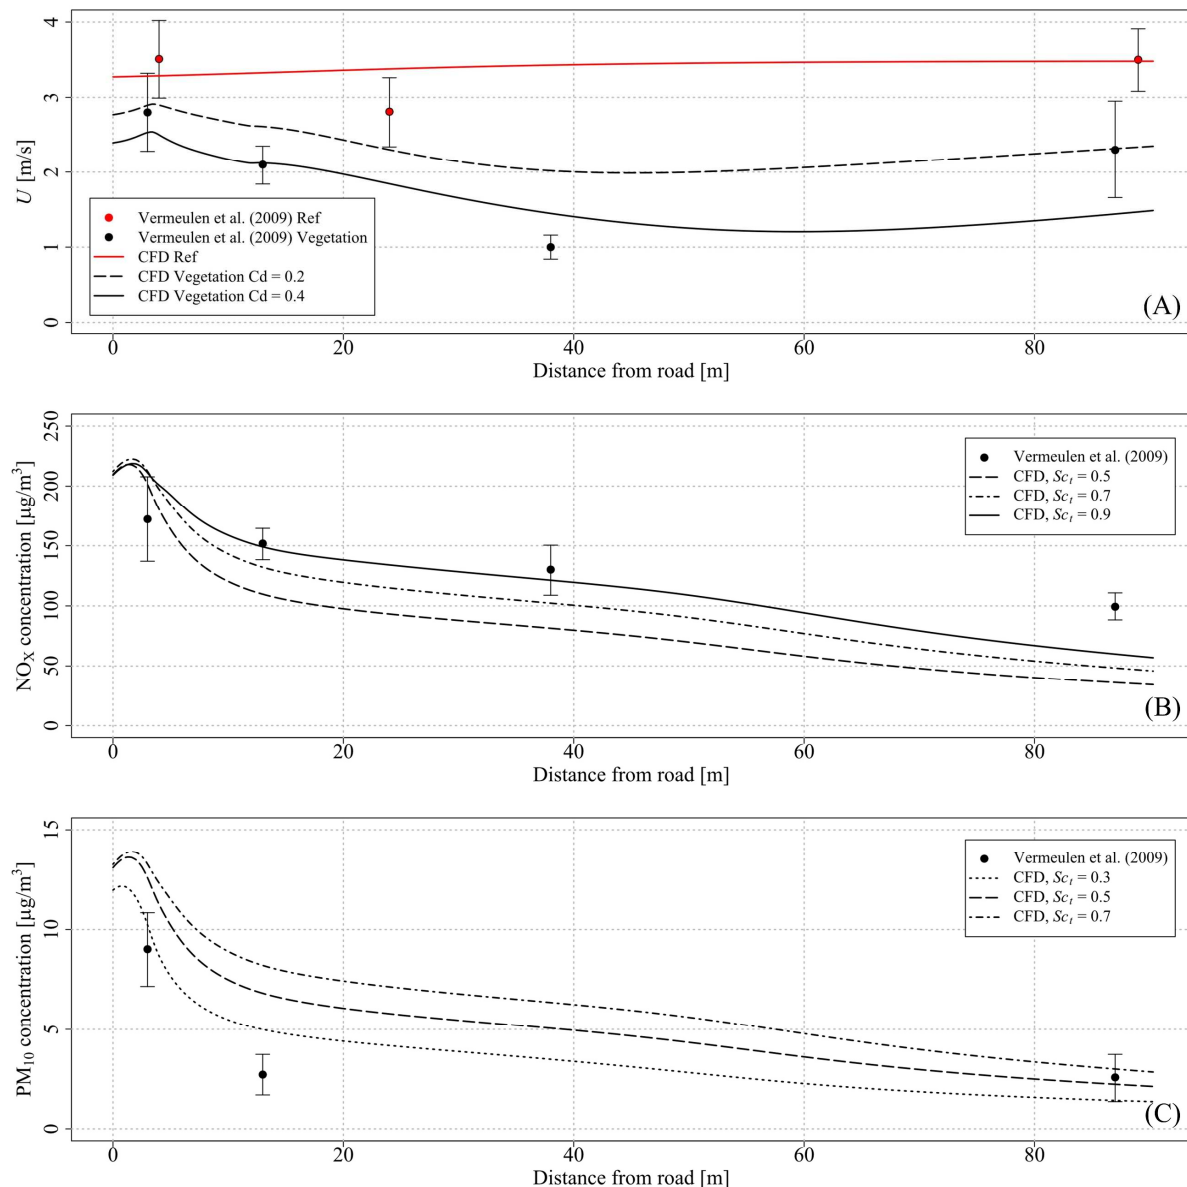 4
3
2
1
0
U [m/s]
Vermeulen et al. (2009) Ref
Vermeulen et al. (2009) Vegetation
CFD Ref
CFD Vegetation Cd = 0.2
CFD Vegetation Cd = 0.4
(A)
0 20 40 60 80
Distance from road [m]
250
200
150
100
50
0
NOX concentration [μg/m³]
Vermeulen et al. (2009)
CFD, Sct = 0.5
CFD, Sct = 0.7
CFD, Sct = 0.9
(B)
0 20 40 60 80
Distance from road [m]
15
10
5
0
PM10 concentration [μg/m³]
Vermeulen et al. (2009)
CFD, Sct = 0.3
CFD, Sct = 0.5
CFD, Sct = 0.7
(C)
0 20 40 60 80
Distance from road [m]